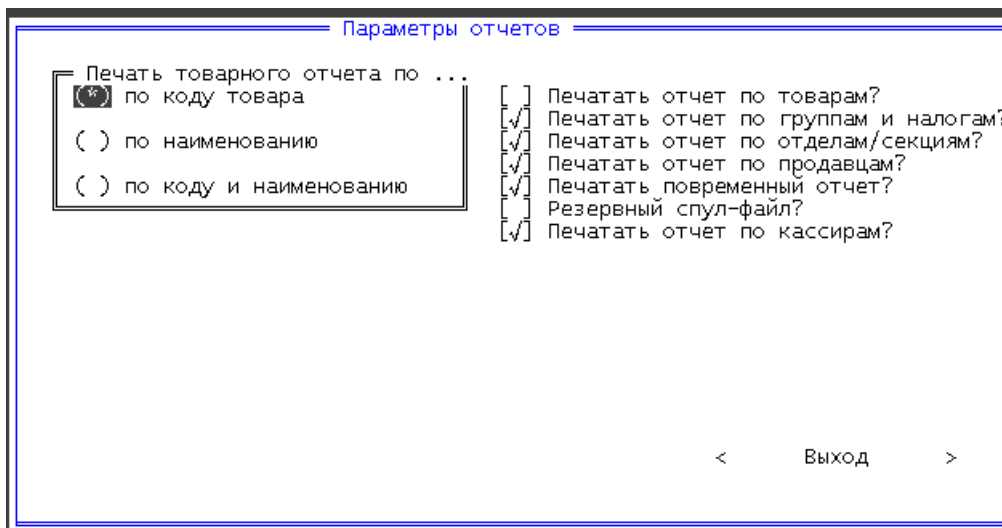 Параметры отчетов
Печать товарного отчета по ...
(*) по коду товара
( ) по наименованию
( ) по коду и наименованию
[ ] Печатать отчет по товарам?
[√] Печатать отчет по группам и налогам?
[√] Печатать отчет по отделам/секциям?
[√] Печатать отчет по продавцам?
[√] Печатать повременный отчет?
[ ] Резервный спул-файл?
[√] Печатать отчет по кассирам?
< Выход >